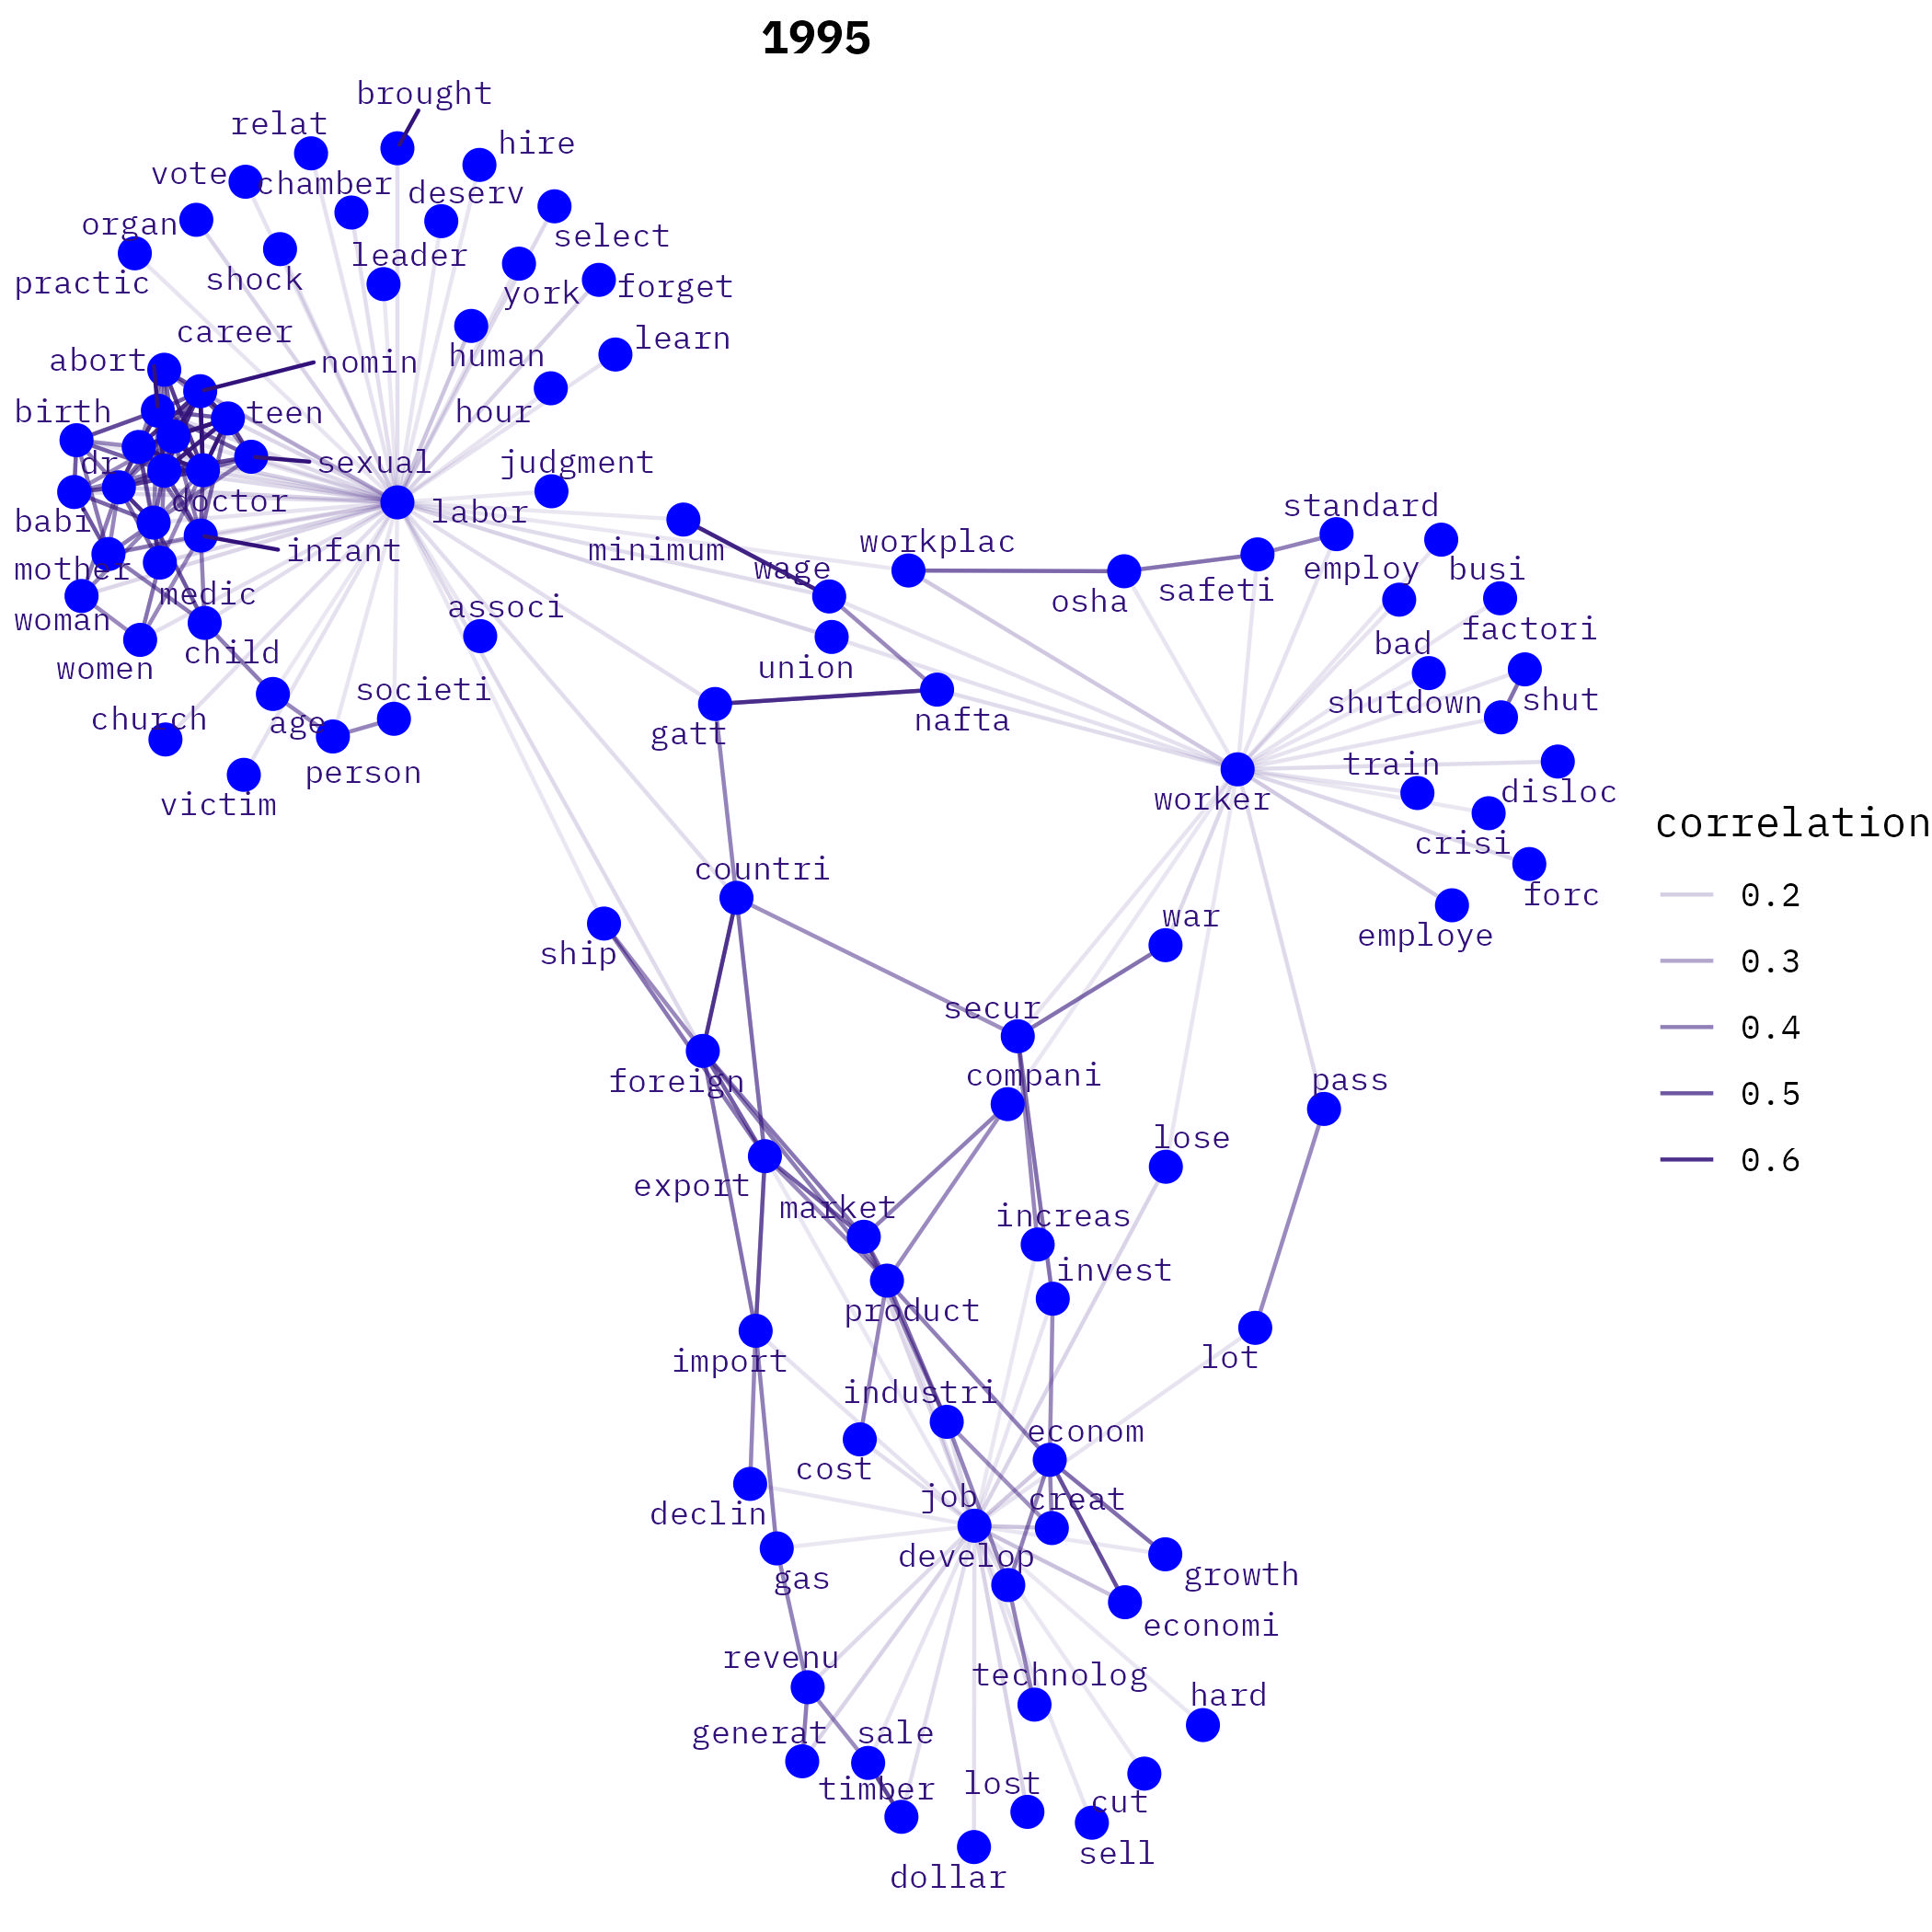 1995
brought
relat
hire
vote
chamber
deserv
organ
select
leader
shock
practic
york
forget
career
learn
abort
nomin
human
birth
teen
hour
dr
sexual
judgment
doctor
labor
standard
babi
minimum
workplac
infant
wage
employ
busi
mother
medic
osha
safeti
woman
associ
factori
child
bad
women
union
societi
shutdown
shut
church
age
gatt
nafta
person
train
victim
worker
disloc
correlation
crisi
countri
forc
0.2
war
employe
ship
0.3
secur
0.4
foreign
compani
pass
0.5
lose
0.6
export
market
increas
invest
product
import
lot
industri
econom
cost
job
creat
declin
develop
gas
growth
economi
revenu
technolog
hard
generat
sale
timber
lost
cut
sell
dollar